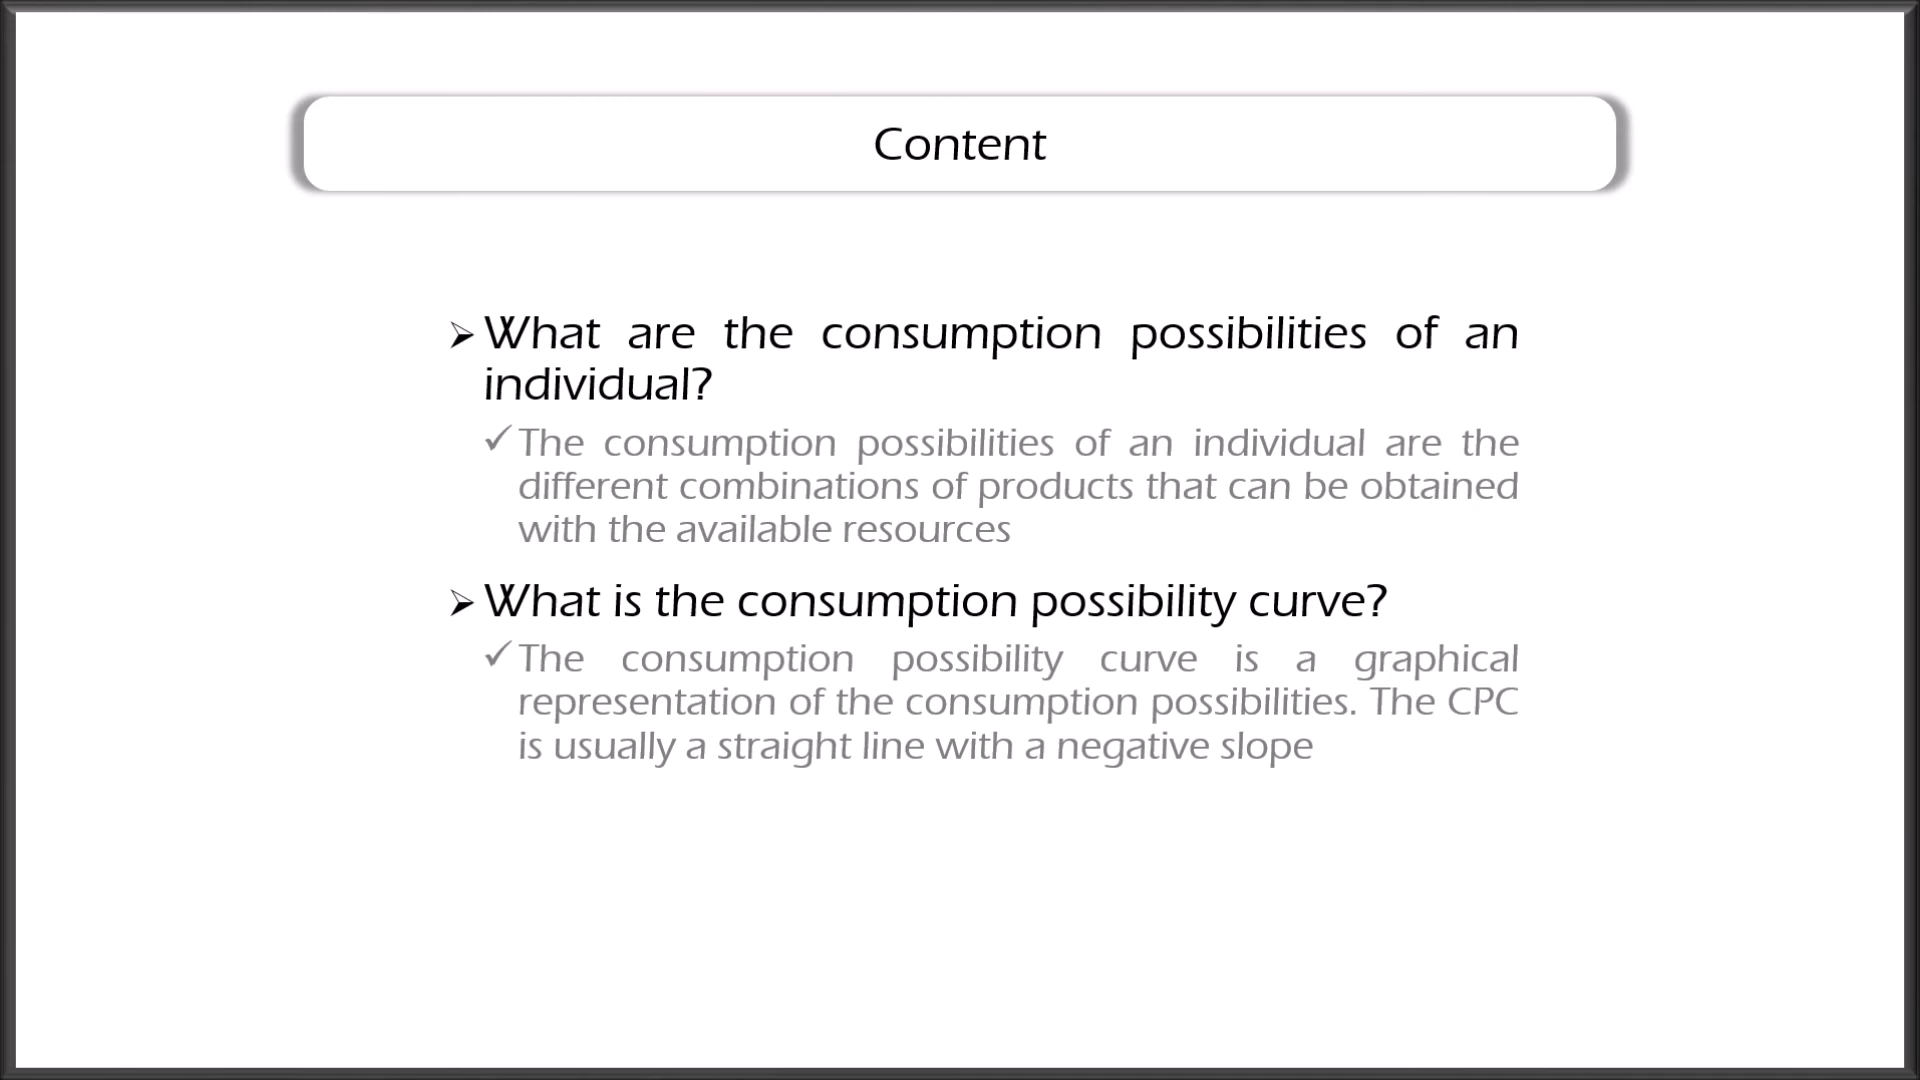 Content
What are the consumption possibilities of an
individual?
The consumption possibilities of an individual are the
different combinations of products that can be obtained
with the available resources
What is the consumption possibility curve?
The consumption possibility curve is a graphical
representation of the consumption possibilities. The CPC
is usually a straight line with a negative slope